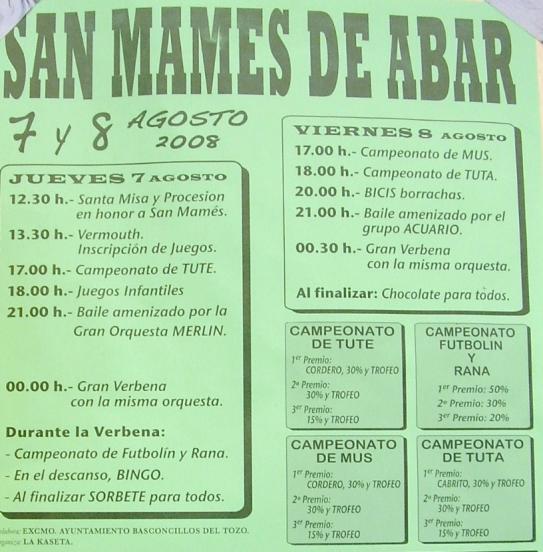 SAN MAMES DE ABAR
7 y 8 AGOSTO
2008
JUEVES 7 AGOSTO
12.30 h.- Santa Misa y Procesion
en honor a San Mamés.
13.30 h.- Vermouth.
Inscripción de Juegos.
17.00 h.- Campeonato de TUTE.
18.00 h.- Juegos Infantiles
21.00 h.- Baile amenizado por la
Gran Orquesta MERLIN.
00.00 h.- Gran Verbena
con la misma orquesta.
Durante la Verbena:
- Campeonato de Futbolín y Rana.
- En el descanso, BINGO.
- Al finalizar SORBETE para todos.
VIERNES 8 AGOSTO
17.00 h.- Campeonato de MUS.
18.00 h.- Campeonato de TUTA.
20.00 h.- BICIS borrachas.
21.00 h.- Baile amenizado por el
grupo ACUARIO.
00.30 h.- Gran Verbena
con la misma orquesta.
Al finalizar: Chocolate para todos.
CAMPEONATO
DE TUTE
1er Premio:
CORDERO, 30% y TROFEO
2º Premio:
30% y TROFEO
3er Premio:
15% y TROFEO
CAMPEONATO
FUTBOLIN
Y
RANA
1er Premio: 50%
2º Premio: 30%
3er Premio: 20%
CAMPEONATO
DE MUS
1er Premio:
CORDERO, 30% y TROFEO
2º Premio:
30% y TROFEO
3er Premio:
15% y TROFEO
CAMPEONATO
DE TUTA
1er Premio:
CABRITO, 30% y TROFEO
2º Premio:
30% y TROFEO
3er Premio:
15% y TROFEO
EXCMO. AYUNTAMIENTO BASCONCILLOS DEL TOZO.
LA KASETA.